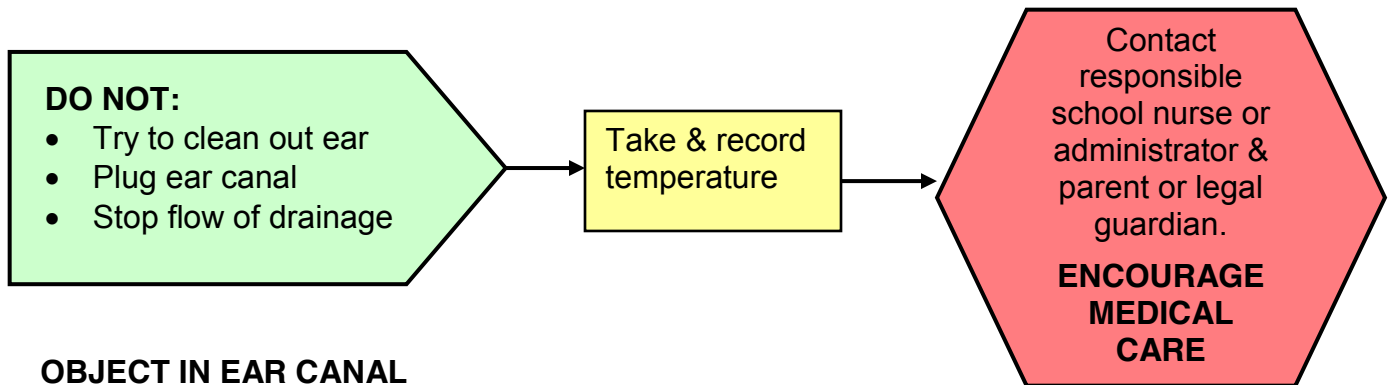 DO NOT:
• Try to clean out ear
• Plug ear canal
• Stop flow of drainage
Take & record
temperature
Contact
responsible
school nurse or
administrator &
parent or legal
guardian.
ENCOURAGE
MEDICAL
CARE
OBJECT IN EAR CANAL